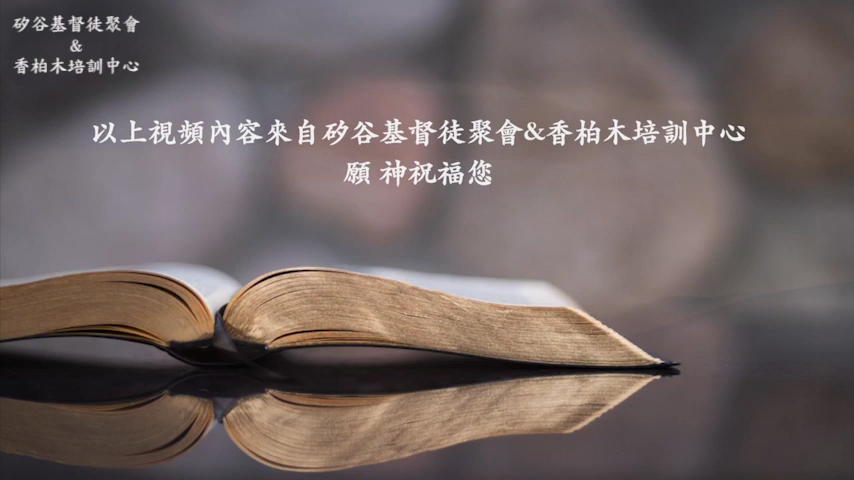 矽谷基督徒聚會
&
香柏木培訓中心
以上視頻內容來自矽谷基督徒聚會&香柏木培訓中心
願 神祝福您